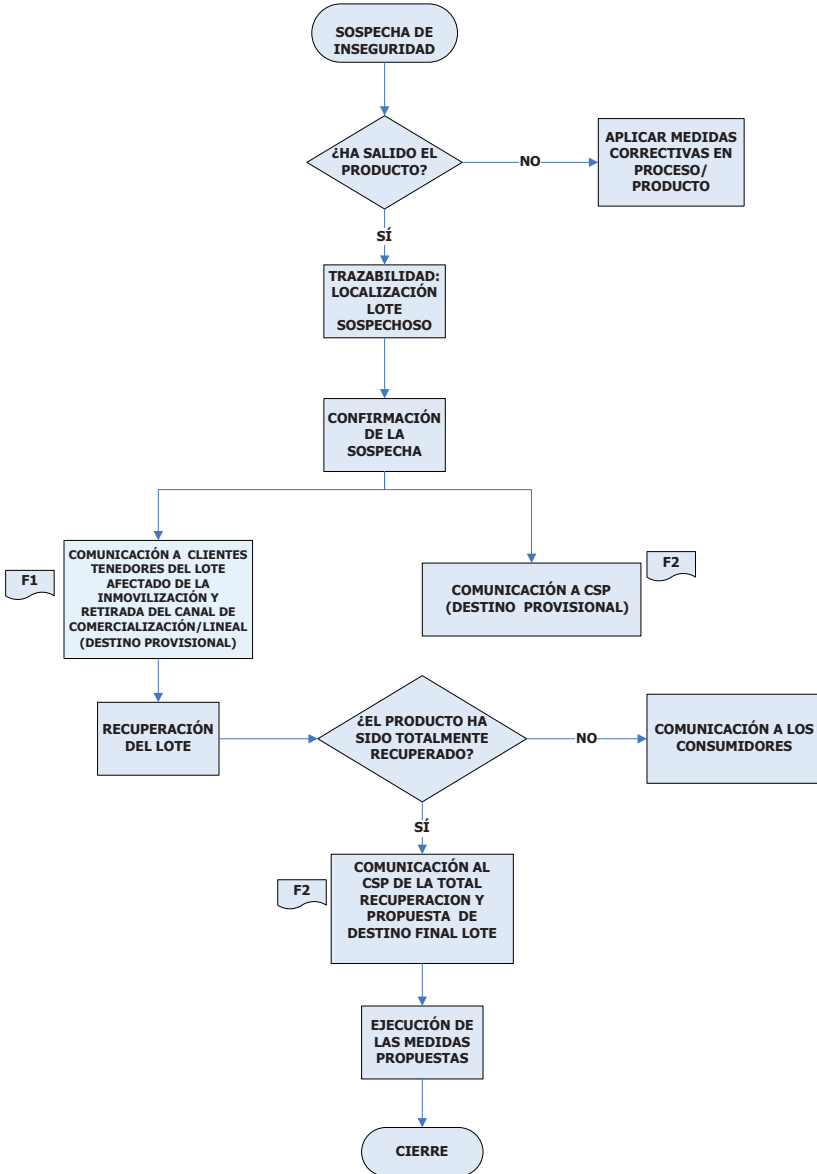 SOSPECHA DE
INSEGURIDAD
¿HA SALIDO EL
PRODUCTO?
NO
APLICAR MEDIDAS
CORRECTIVAS EN
PROCESO/
PRODUCTO
SÍ
TRAZABILIDAD:
LOCALIZACIÓN
LOTE
SOSPECHOSO
CONFIRMACIÓN
DE LA
SOSPECHA
F1
COMUNICACIÓN A CLIENTES
TENEDORES DEL LOTE
AFECTADO DE LA
INMOVILIZACIÓN Y
RETIRADA DEL CANAL DE
COMERCIALIZACIÓN/LINEAL
(DESTINO PROVISIONAL)
F2
COMUNICACIÓN A CSP
(DESTINO PROVISIONAL)
RECUPERACIÓN
DEL LOTE
¿EL PRODUCTO HA
SIDO TOTALMENTE
RECUPERADO?
NO
COMUNICACIÓN A LOS
CONSUMIDORES
SÍ
F2
COMUNICACIÓN AL
CSP DE LA TOTAL
RECUPERACION Y
PROPUESTA DE
DESTINO FINAL LOTE
EJECUCIÓN DE
LAS MEDIDAS
PROPUESTAS
CIERRE